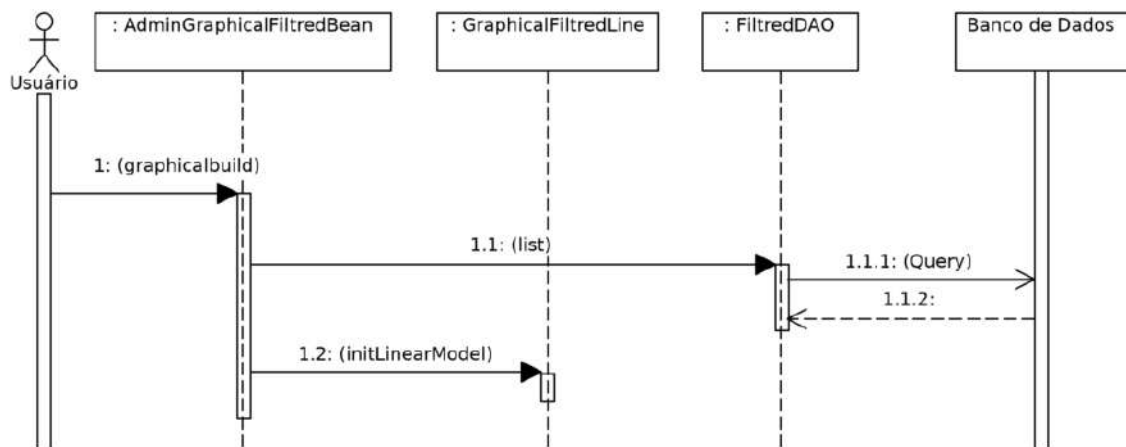 : AdminGraphicalFiltredBean
: GraphicalFiltredLine
: FiltredDAO
Banco de Dados
Usuário
1: (graphicalbuild)
1.1: (list)
1.1.1: (Query)
1.1.2:
1.2: (initLinearModel)